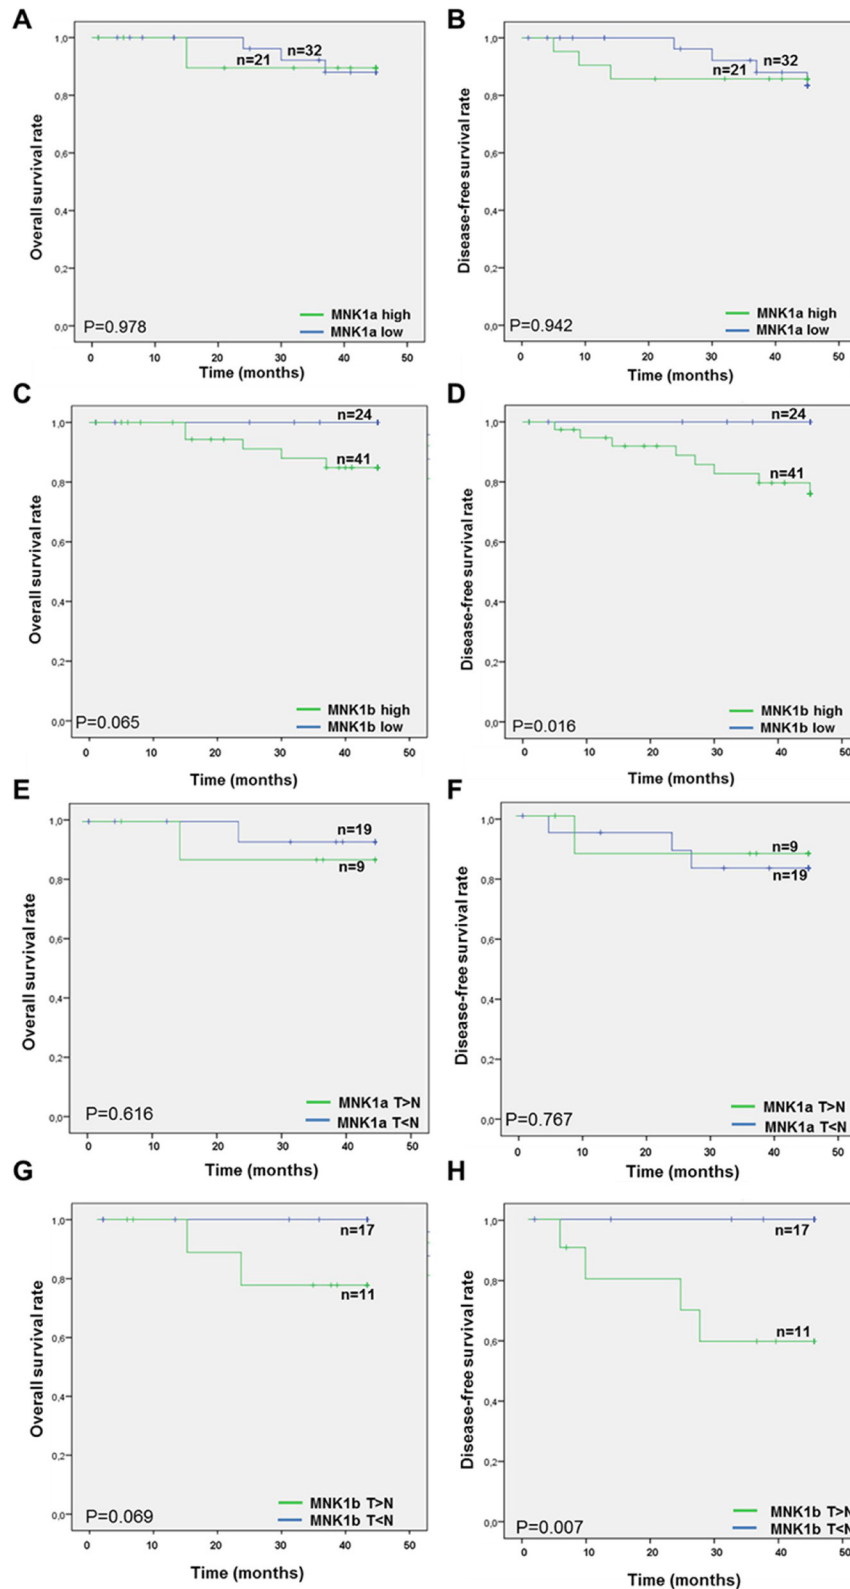 A
Overall survival rate
1,0
0,8
0,6
0,4
0,2
0,0
n=32
n=21
P=0.978
MNK1a high
MNK1a low
0 10 20 30 40 50
Time (months)
B
Disease-free survival rate
1,0
0,8
0,6
0,4
0,2
0,0
n=32
n=21
P=0.942
MNK1a high
MNK1a low
0 10 20 30 40 50
Time (months)
C
Overall survival rate
1,0
0,8
0,6
0,4
0,2
0,0
n=24
n=41
P=0.065
MNK1b high
MNK1b low
0 10 20 30 40 50
Time (months)
D
Disease-free survival rate
1,0
0,8
0,6
0,4
0,2
0,0
n=24
n=41
P=0.016
MNK1b high
MNK1b low
0 10 20 30 40 50
Time (months)
E
Overall survival rate
1,0
0,8
0,6
0,4
0,2
0,0
n=19
n=9
P=0.616
MNK1a T>N
MNK1a T<N
0 10 20 30 40 50
Time (months)
F
Disease-free survival rate
1,0
0,8
0,6
0,4
0,2
0,0
n=9
n=19
P=0.767
MNK1a T>N
MNK1a T<N
0 10 20 30 40 50
Time (months)
G
Overall survival rate
1,0
0,8
0,6
0,4
0,2
0,0
n=17
n=11
P=0.069
MNK1b T>N
MNK1b T<N
0 10 20 30 40 50
Time (months)
H
Disease-free survival rate
1,0
0,8
0,6
0,4
0,2
0,0
n=17
n=11
P=0.007
MNK1b T>N
MNK1b T<N
0 10 20 30 40 50
Time (months)